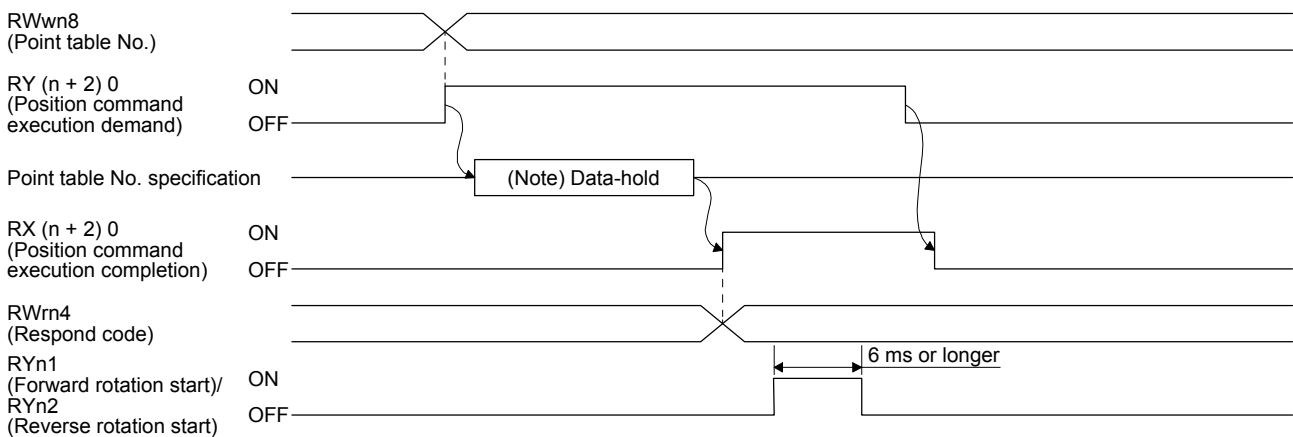 RWwn8
(Point table No.)
RY (n + 2) 0
(Position command
execution demand)
ON
OFF
Point table No. specification
(Note) Data-hold
RX (n + 2) 0
(Position command
execution completion)
ON
OFF
RWrn4
(Respond code)
6 ms or longer
RYn1
(Forward rotation start)/
RYn2
(Reverse rotation start)
ON
OFF